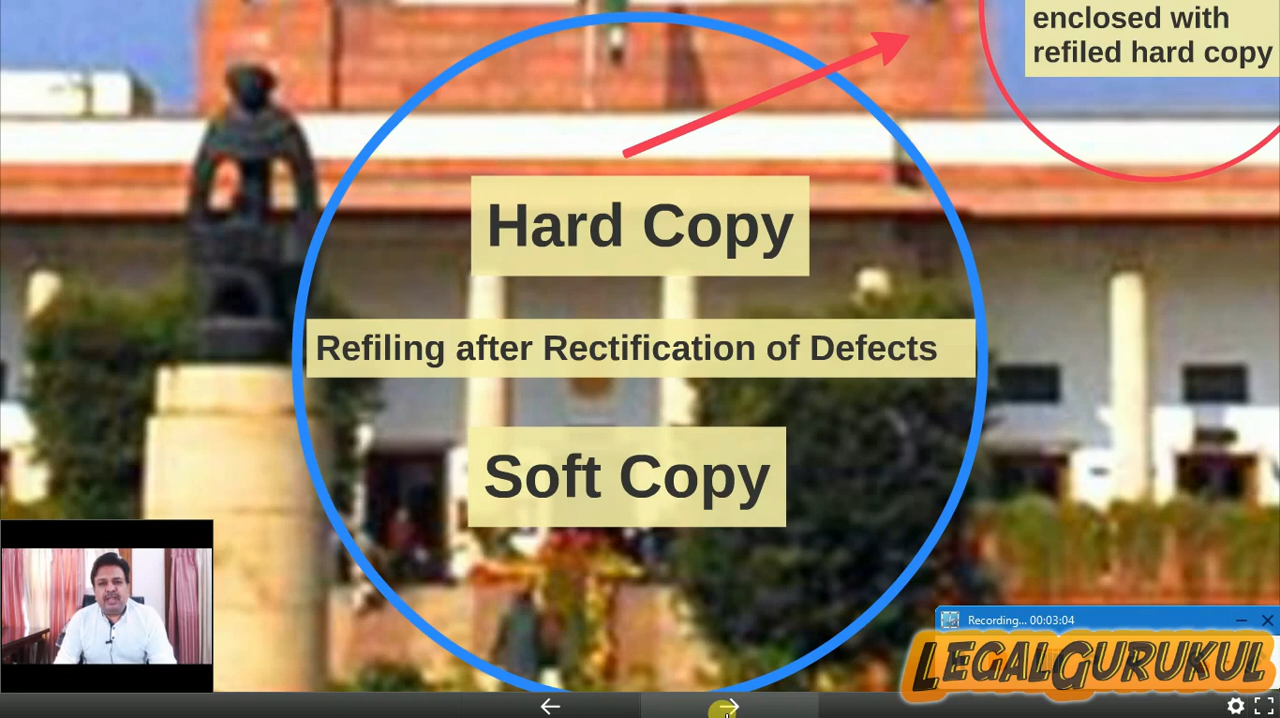 enclosed with
refiled hard copy
Hard Copy
Refiling after Rectification of Defects
Soft Copy
Recording... 00:03:04
LEGALGURUKUL